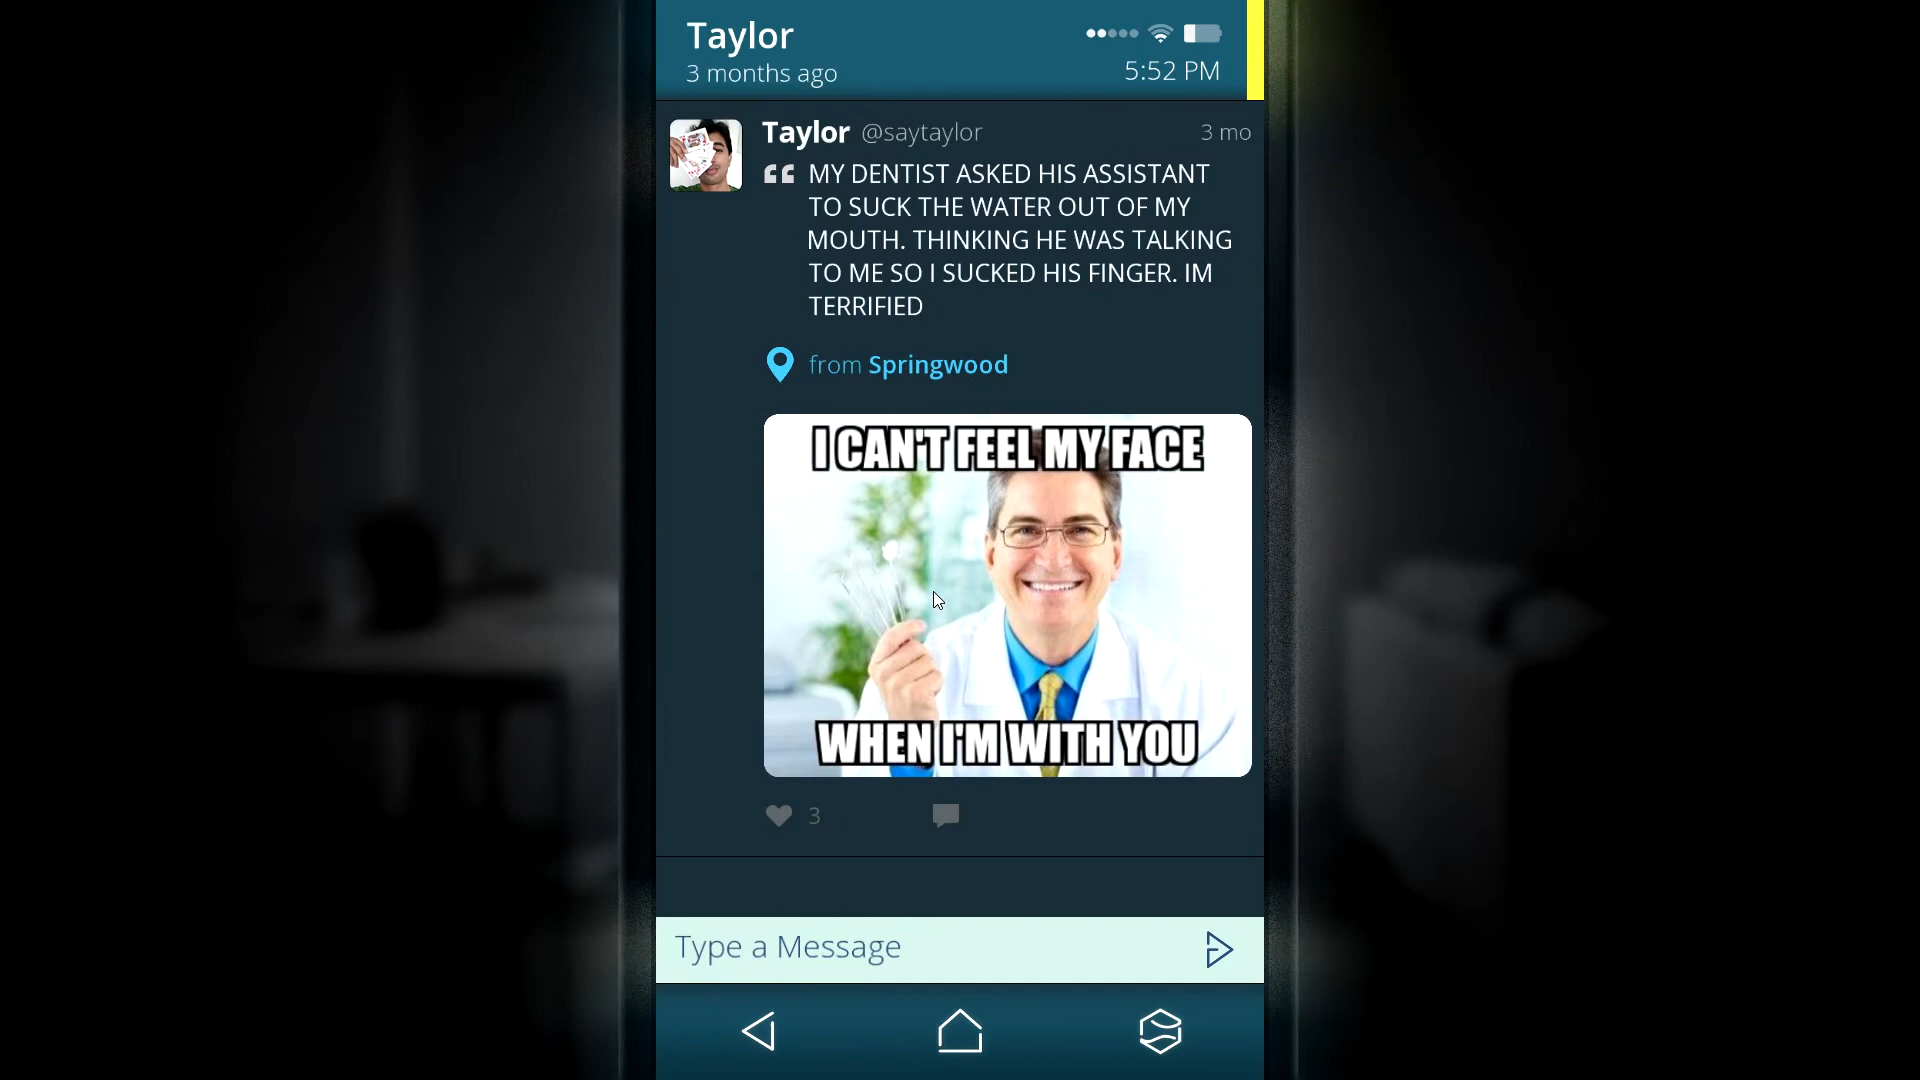 Taylor
3 months ago
5:52 PM
Taylor @saytaylor 3 mo
MY DENTIST ASKED HIS ASSISTANT
TO SUCK THE WATER OUT OF MY
MOUTH. THINKING HE WAS TALKING
TO ME SO I SUCKED HIS FINGER. IM
TERRIFIED
from Springwood
I CAN'T FEEL MY FACE
WHEN I'M WITH YOU
3
Type a Message